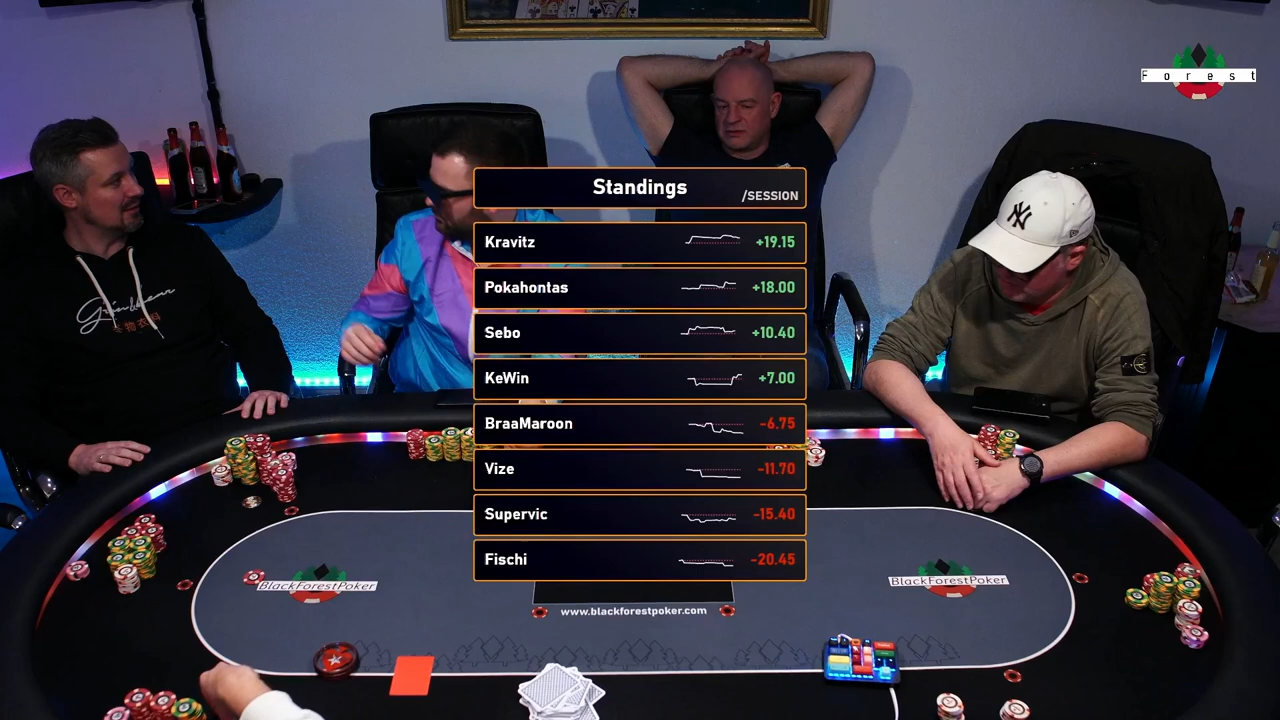 Forest
Standings
/SESSION
Kravitz +19.15
Pokahontas +18.00
Sebo +10.40
KeWin +7.00
BraaMaroon -6.75
Vize -11.70
Supervic -15.40
Fischi -20.45
BlackForestPoker
BlackForestPoker
www.blackforestpoker.com